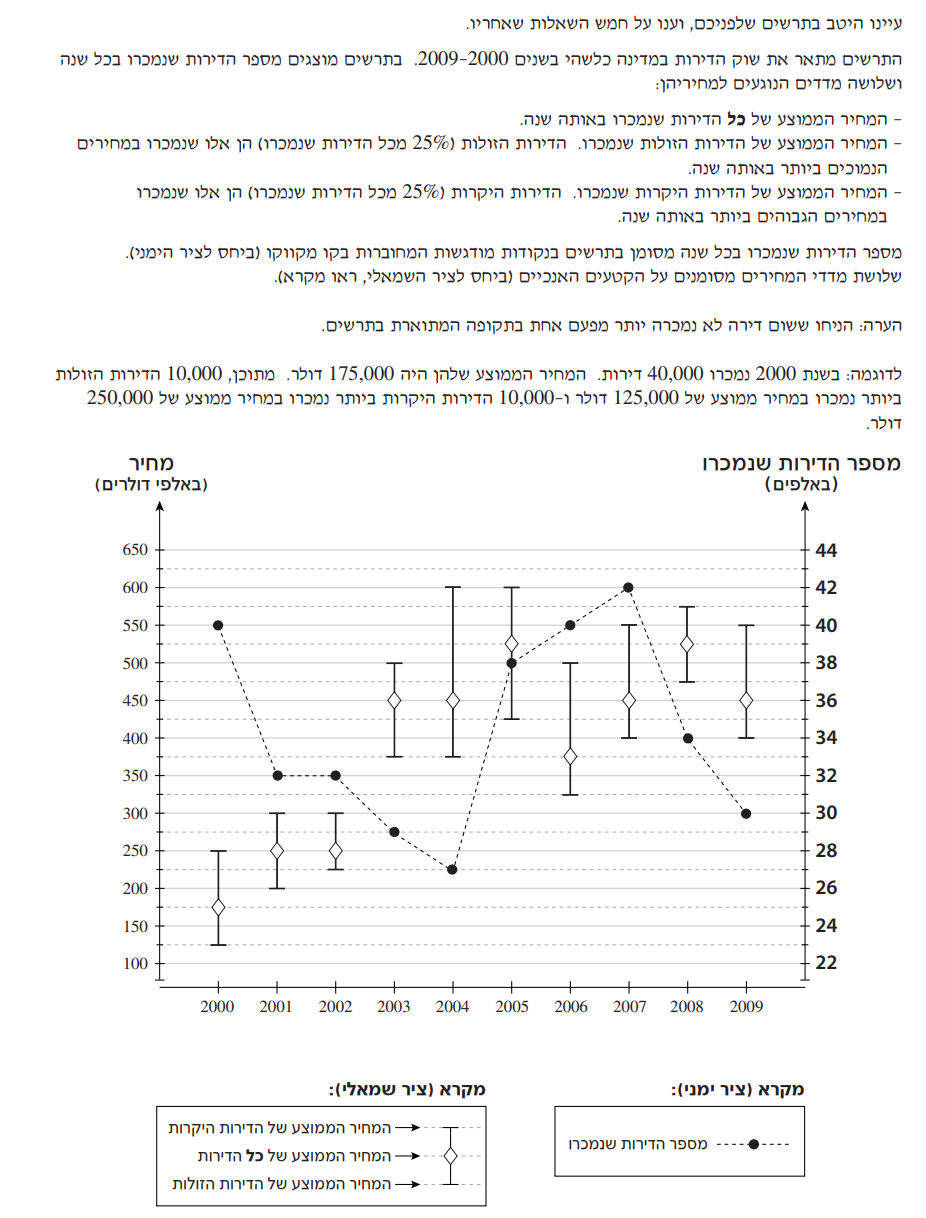 עיינו היטב בתרשים שלפניכם, וענו על חמש השאלות שאחריו.
התרשים מתאר את שוק הדירות במדינה כלשהי בשנים 2000–2009. בתרשים מוצגים מספר הדירות שנמכרו בכל שנה
ושלושה מדדים הנוגעים למחיריהן:
– המחיר הממוצע של כל הדירות שנמכרו באותה שנה.
– המחיר הממוצע של הדירות הזולות שנמכרו. הדירות הזולות (25% מכל הדירות שנמכרו) הן אלו שנמכרו במחירים
הנמוכים ביותר באותה שנה.
– המחיר הממוצע של הדירות היקרות שנמכרו. הדירות היקרות (25% מכל הדירות שנמכרו) הן אלו שנמכרו
במחירים הגבוהים ביותר באותה שנה.
מספר הדירות שנמכרו בכל שנה מסומן בתרשים בנקודות מודגשות המחוברות בקו מקווקו (ביחס לציר הימני).
שלושת מדדי המחירים מסומנים על הקטעים האנכיים (ביחס לציר השמאלי, ראו מקרא).
הערה: הניחו ששום דירה לא נמכרה יותר מפעם אחת בתקופה המתוארת בתרשים.
לדוגמה: בשנת 2000 נמכרו 40,000 דירות. המחיר הממוצע שלהן היה 175,000 דולר. מתוכן, 10,000 הדירות הזולות
ביותר נמכרו במחיר ממוצע של 125,000 דולר ו-10,000 הדירות היקרות ביותר נמכרו במחיר ממוצע של 250,000
דולר.
מספר הדירות שנמכרו
(באלפים)
מחיר
(באלפי דולרים)
650 44
600 42
550 40
500 38
450 36
400 34
350 32
300 30
250 28
200 26
150 24
100 22
2000 2001 2002 2003 2004 2005 2006 2007 2008 2009
מקרא (ציר ימני):
מספר הדירות שנמכרו
מקרא (ציר שמאלי):
המחיר הממוצע של הדירות היקרות
המחיר הממוצע של כל הדירות
המחיר הממוצע של הדירות הזולות